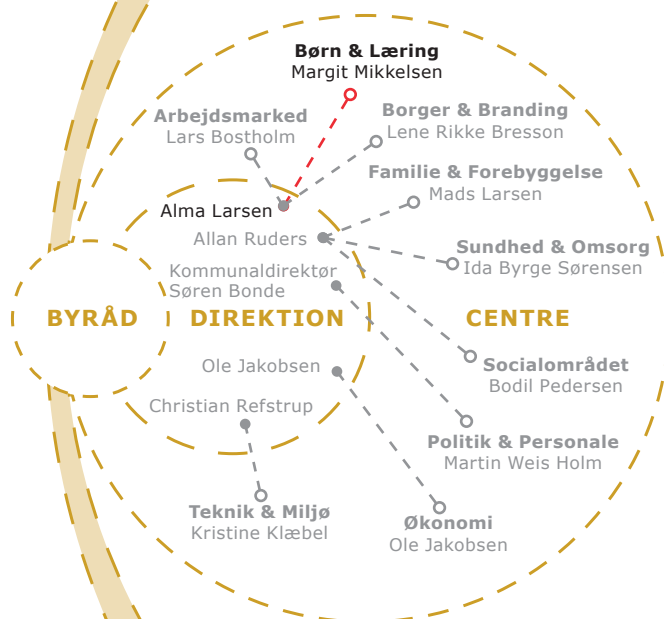 Børn & Læring
Margit Mikkelsen
Arbejdsmarked
Lars Bostholm
Borger & Branding
Lene Rikke Bresson
Familie & Forebyggelse
Mads Larsen
Alma Larsen
Allan Ruders
Sundhed & Omsorg
Ida Byrge Sørensen
Kommunaldirektør
Søren Bonde
BYRÅD
DIREKTION
CENTRE
Ole Jakobsen
Socialområdet
Bodil Pedersen
Christian Refstrup
Politik & Personale
Martin Weis Holm
Teknik & Miljø
Kristine Klæbel
Økonomi
Ole Jakobsen